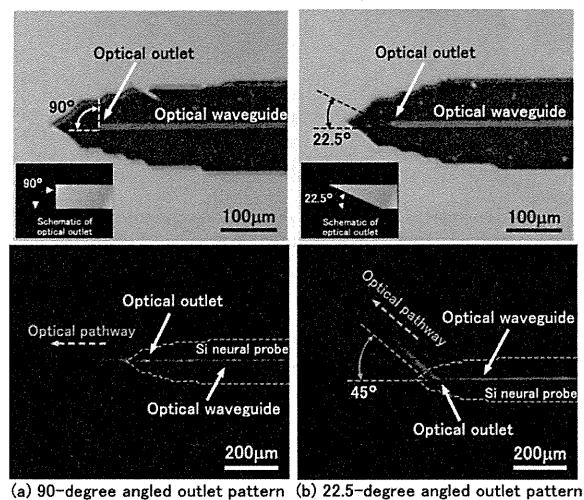 Optical outlet
90°
Optical waveguide
90°
Schematic of
optical outlet
100μm
Optical outlet
Optical waveguide
22.5°
22.5°
Schematic of
optical outlet
100μm
Optical outlet
Optical pathway
Si neural probe
Optical waveguide
200μm
Optical pathway
Optical waveguide
45°
Si neural probe
Optical outlet
200μm
(a) 90-degree angled outlet pattern
(b) 22.5-degree angled outlet pattern